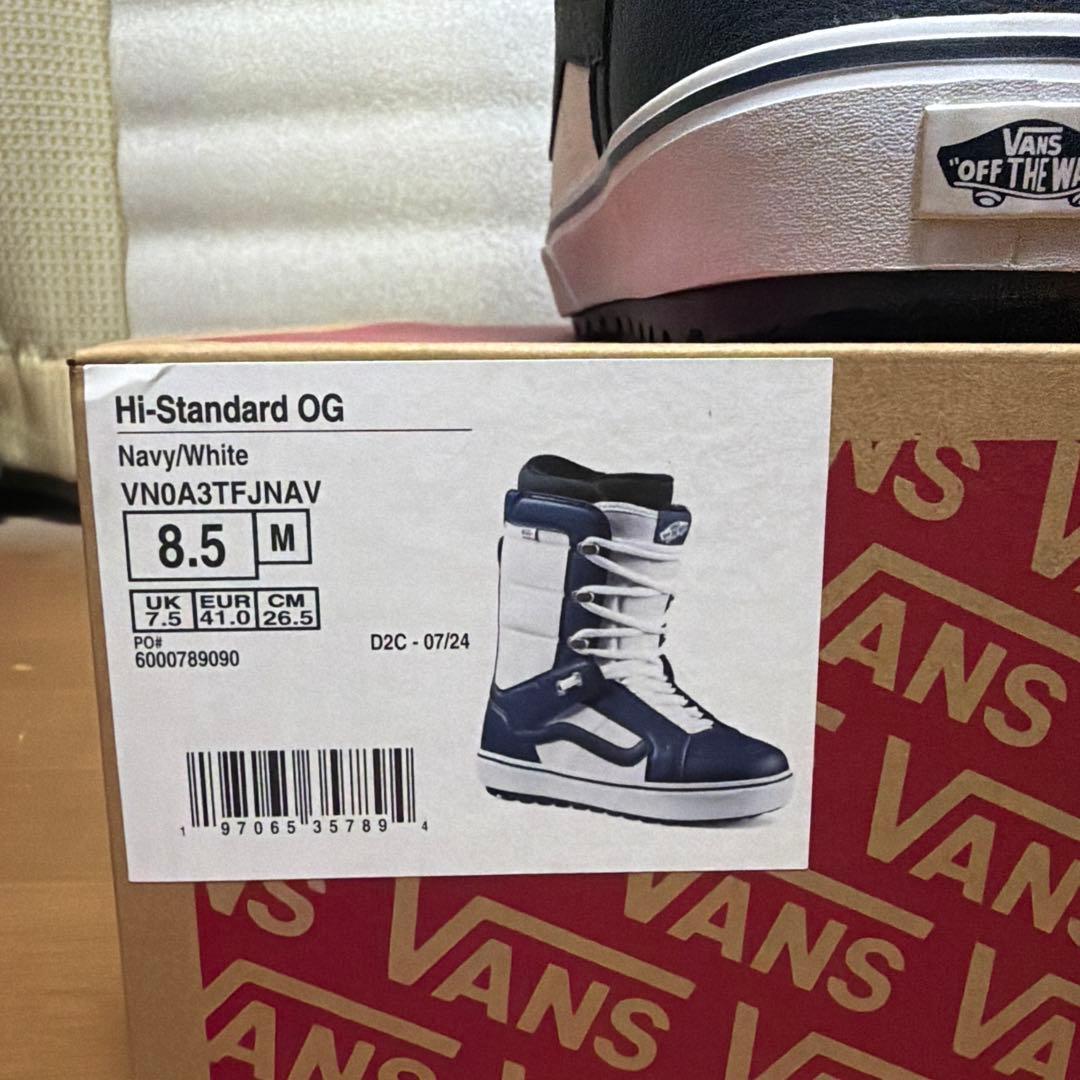 VANS
"OFF THE WA
Hi-Standard OG
Navy/White
VN0A3TFJNAV
8.5 M
UK EUR CM
7.5 41.0 26.5
PO#
6000789090
D2C - 07/24
1 97065 35789 4
VANS
VANS
VANS
VANS
VANS